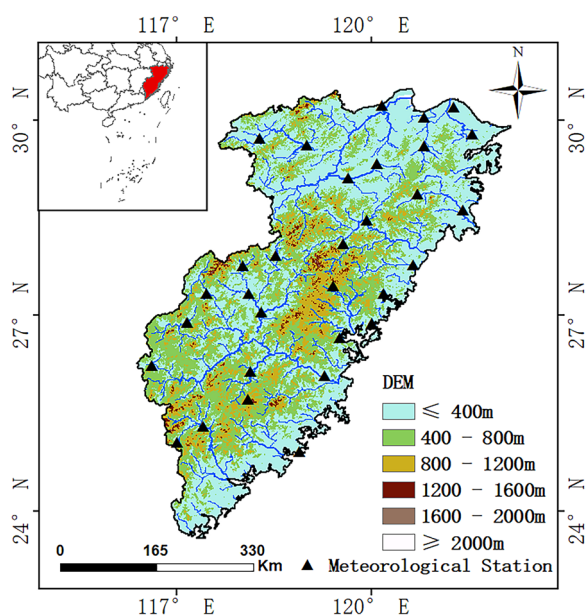 117° E 120° E
N
30° N
30° N
27° N
27° N
DEM
≤ 400m
400 - 800m
800 - 1200m
1200 - 1600m
1600 - 2000m
≥ 2000m
24° N
24° N
0 165 330
Km
Meteorological Station
117° E 120° E